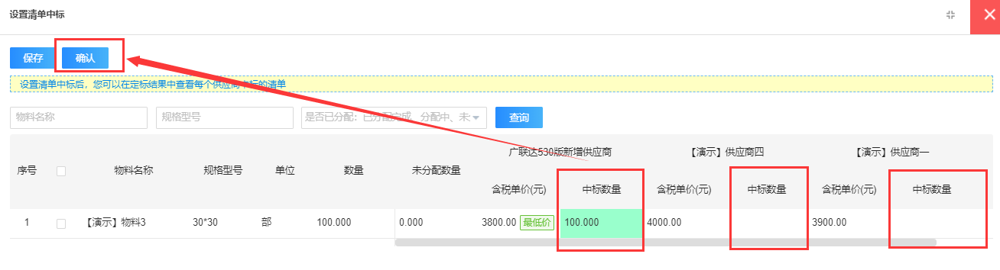 设置清单中标
保存 确认
设置清单中标后，您可以在定标结果中查看每个供应商中标的清单
物料名称 规格型号 是否已分配：已分配完成、分配中、未 查询
广联达530版新增供应商 【演示】供应商四 【演示】供应商一
序号 物料名称 规格型号 单位 数量 未分配数量
含税单价(元) 中标数量 含税单价(元) 中标数量 含税单价(元) 中标数量
1 【演示】物料3 30*30 部 100.000 0.000 3800.00 最低价 100.000 4000.00 3900.00